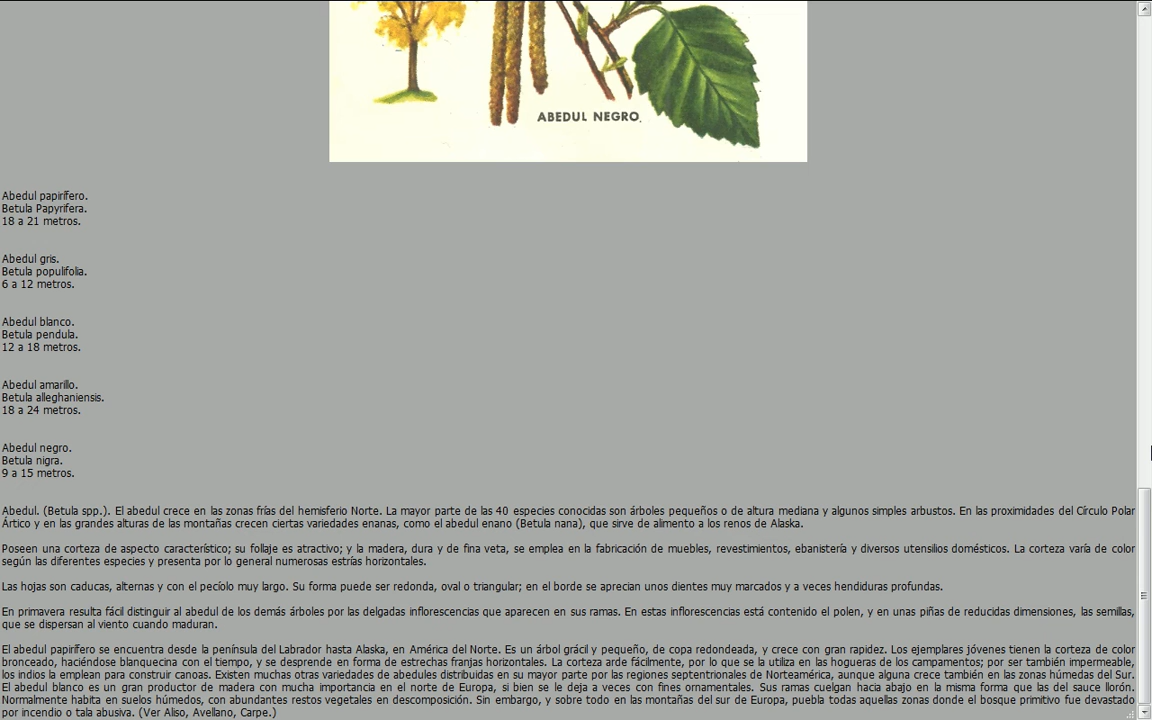 ABEDUL NEGRO.
Abedul papirífero.
Betula Papyrifera.
18 a 21 metros.
Abedul gris.
Betula populifolia.
6 a 12 metros.
Abedul blanco.
Betula pendula.
12 a 18 metros.
Abedul amarillo.
Betula alleghaniensis.
18 a 24 metros.
Abedul negro.
Betula nigra.
9 a 15 metros.
Abedul. (Betula spp.). El abedul crece en las zonas frías del hemisferio Norte. La mayor parte de las 40 especies conocidas son árboles pequeños o de altura mediana y algunos simples arbustos. En las proximidades del Círculo Polar
Ártico y en las grandes alturas de las montañas crecen ciertas variedades enanas, como el abedul enano (Betula nana), que sirve de alimento a los renos de Alaska.
Poseen una corteza de aspecto característico; su follaje es atractivo; y la madera, dura y de fina veta, se emplea en la fabricación de muebles, revestimientos, ebanistería y diversos utensilios domésticos. La corteza varía de color
según las diferentes especies y presenta por lo general numerosas estrías horizontales.
Las hojas son caducas, alternas y con el pecíolo muy largo. Su forma puede ser redonda, oval o triangular; en el borde se aprecian unos dientes muy marcados y a veces hendiduras profundas.
En primavera resulta fácil distinguir al abedul de los demás árboles por las delgadas inflorescencias que aparecen en sus ramas. En estas inflorescencias está contenido el polen, y en unas piñas de reducidas dimensiones, las semillas,
que se dispersan al viento cuando maduran.
El abedul papirífero se encuentra desde la península del Labrador hasta Alaska, en América del Norte. Es un árbol grácil y pequeño, de copa redondeada, y crece con gran rapidez. Los ejemplares jóvenes tienen la corteza de color
bronceado, haciéndose blanquecina con el tiempo, y se desprende en forma de estrechas franjas horizontales. La corteza arde fácilmente, por lo que se la utiliza en las hogueras de los campamentos; por ser también impermeable,
los indios la emplean para construir canoas. Existen muchas otras variedades de abedules distribuidas en su mayor parte por las regiones septentrionales de Norteamérica, aunque alguna crece también en las zonas húmedas del Sur.
El abedul blanco es un gran productor de madera con mucha importancia en el norte de Europa, si bien se le deja a veces con fines ornamentales. Sus ramas cuelgan hacia abajo en la misma forma que las del sauce llorón.
Normalmente habita en suelos húmedos, con abundantes restos vegetales en descomposición. Sin embargo, y sobre todo en las montañas del sur de Europa, puebla todas aquellas zonas donde el bosque primitivo fue devastado
por incendio o tala abusiva. (Ver Aliso, Avellano, Carpe.)